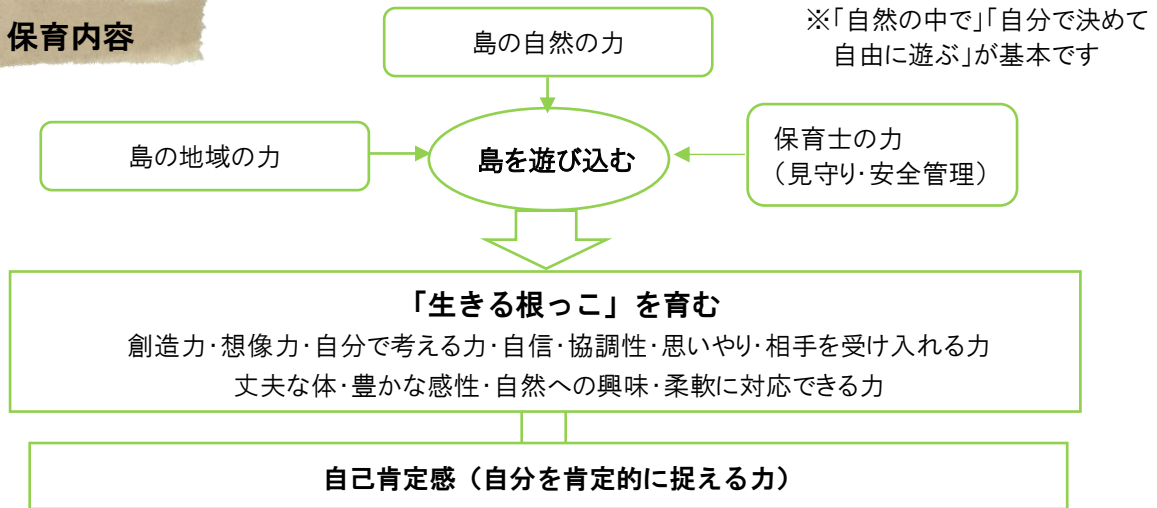 保育内容
※「自然の中で」「自分で決めて
自由に遊ぶ」が基本です
島の自然の力
島の地域の力
島を遊び込む
保育士の力
（見守り・安全管理）
「生きる根っこ」を育む
創造力・想像力・自分で考える力・自信・協調性・思いやり・相手を受け入れる力
丈夫な体・豊かな感性・自然への興味・柔軟に対応できる力
自己肯定感（自分を肯定的に捉える力）